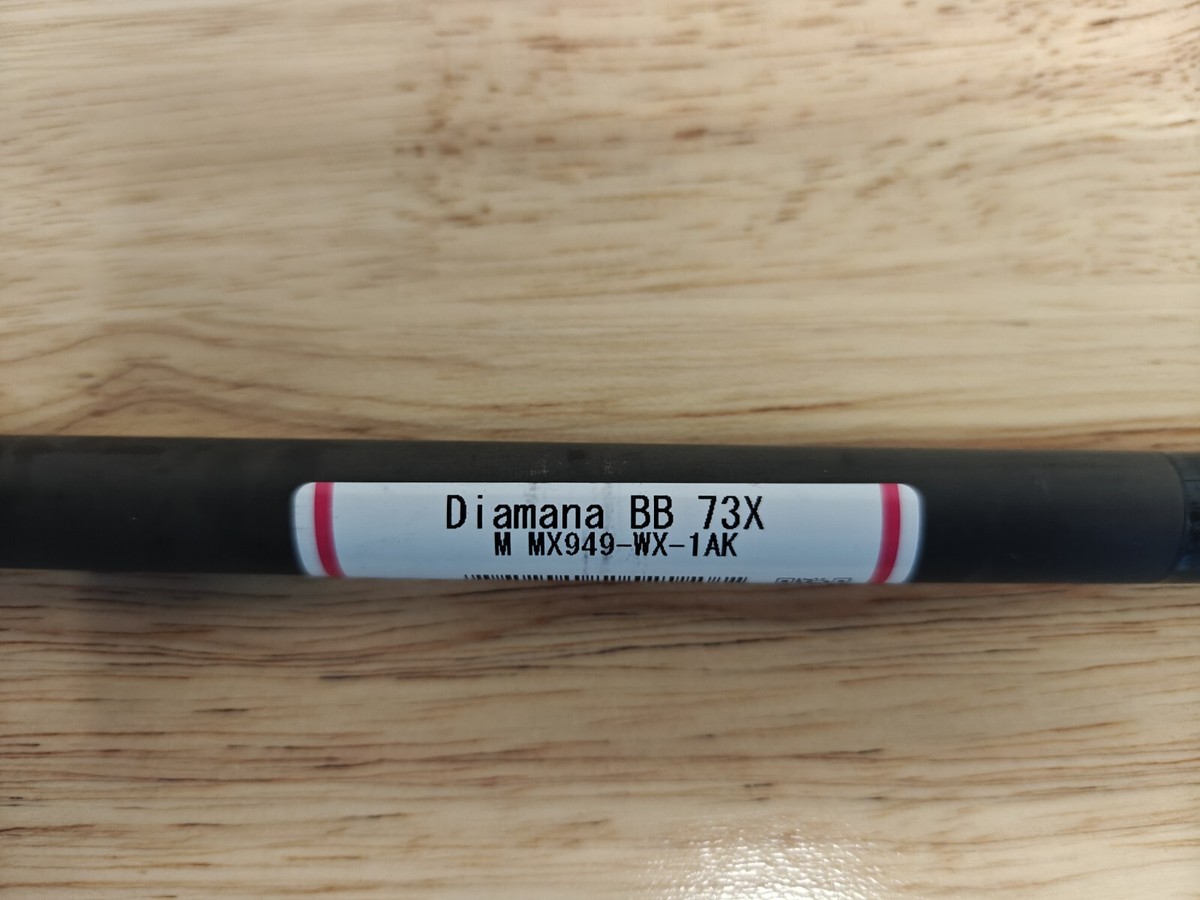 Diamana BB 73X
M MX949-WX-1AK